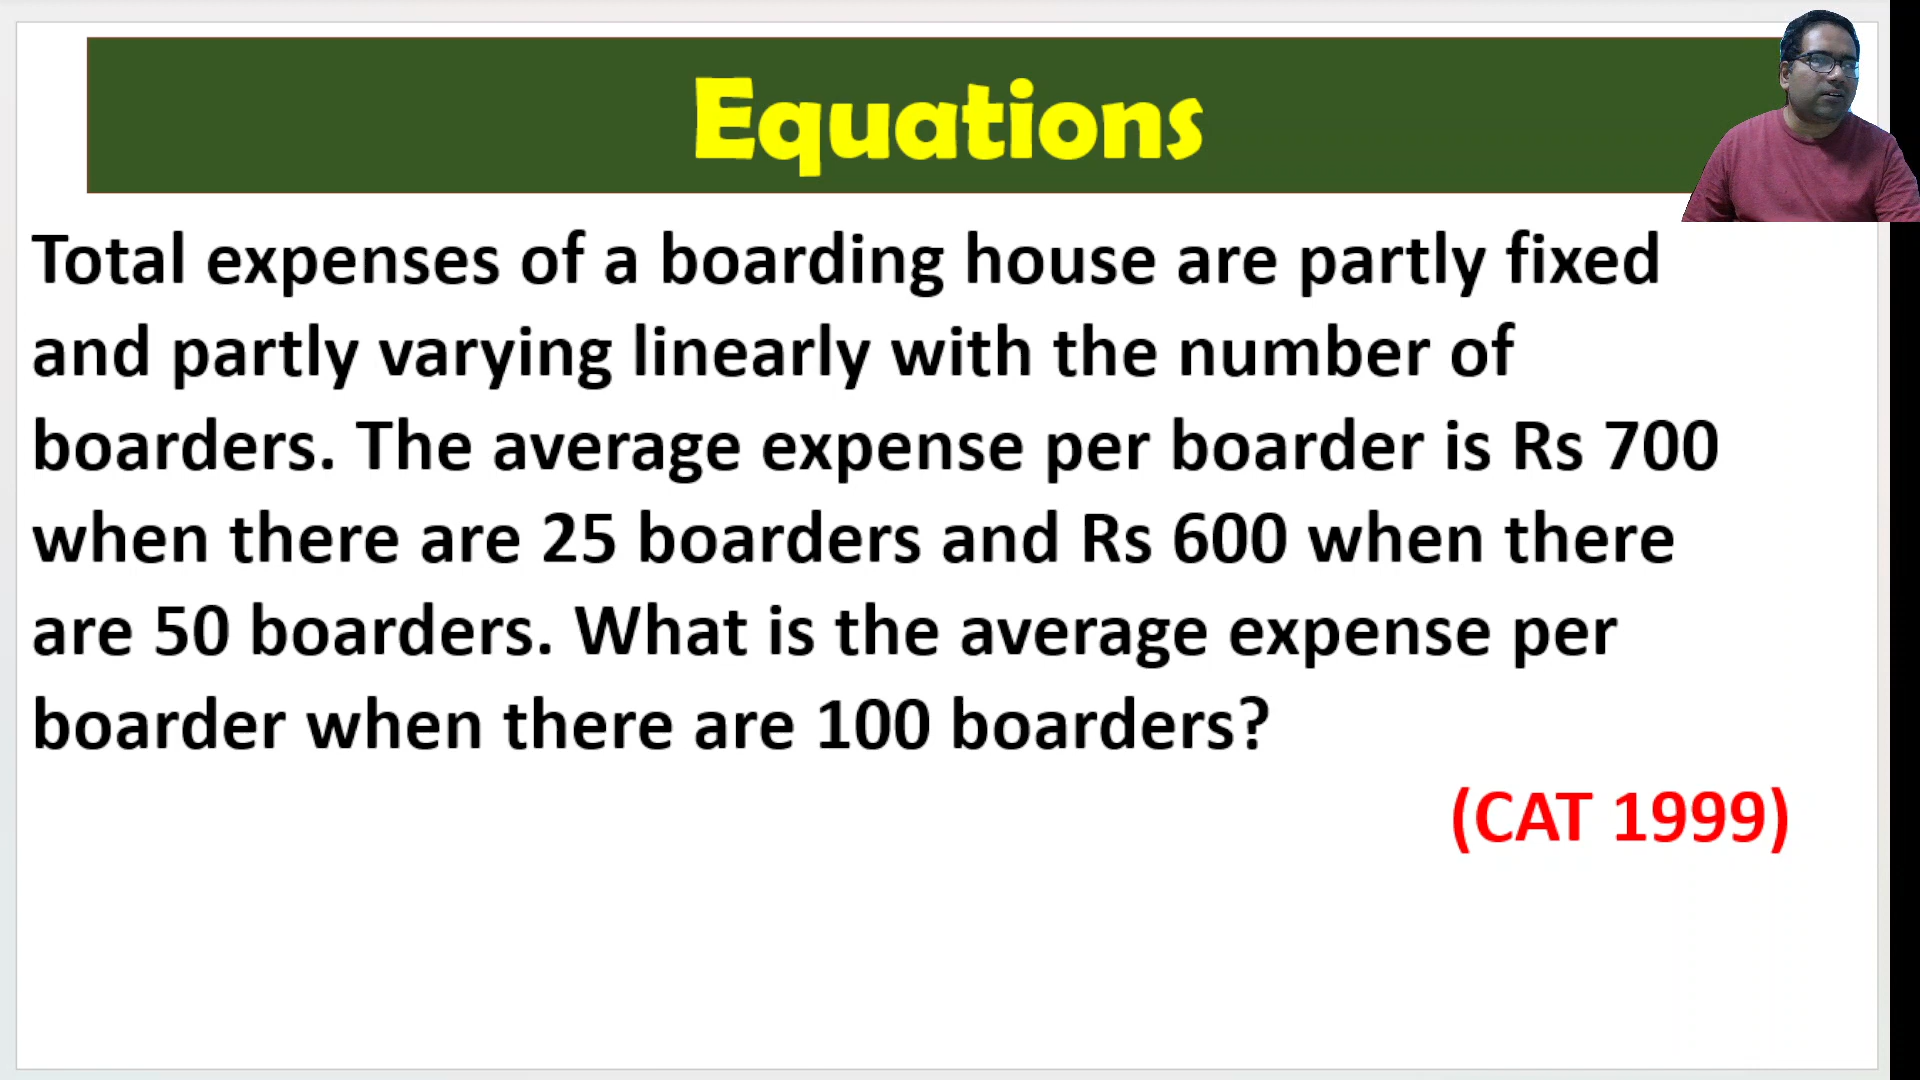 Equations
Total expenses of a boarding house are partly fixed
and partly varying linearly with the number of
boarders. The average expense per boarder is Rs 700
when there are 25 boarders and Rs 600 when there
are 50 boarders. What is the average expense per
boarder when there are 100 boarders?
(CAT 1999)